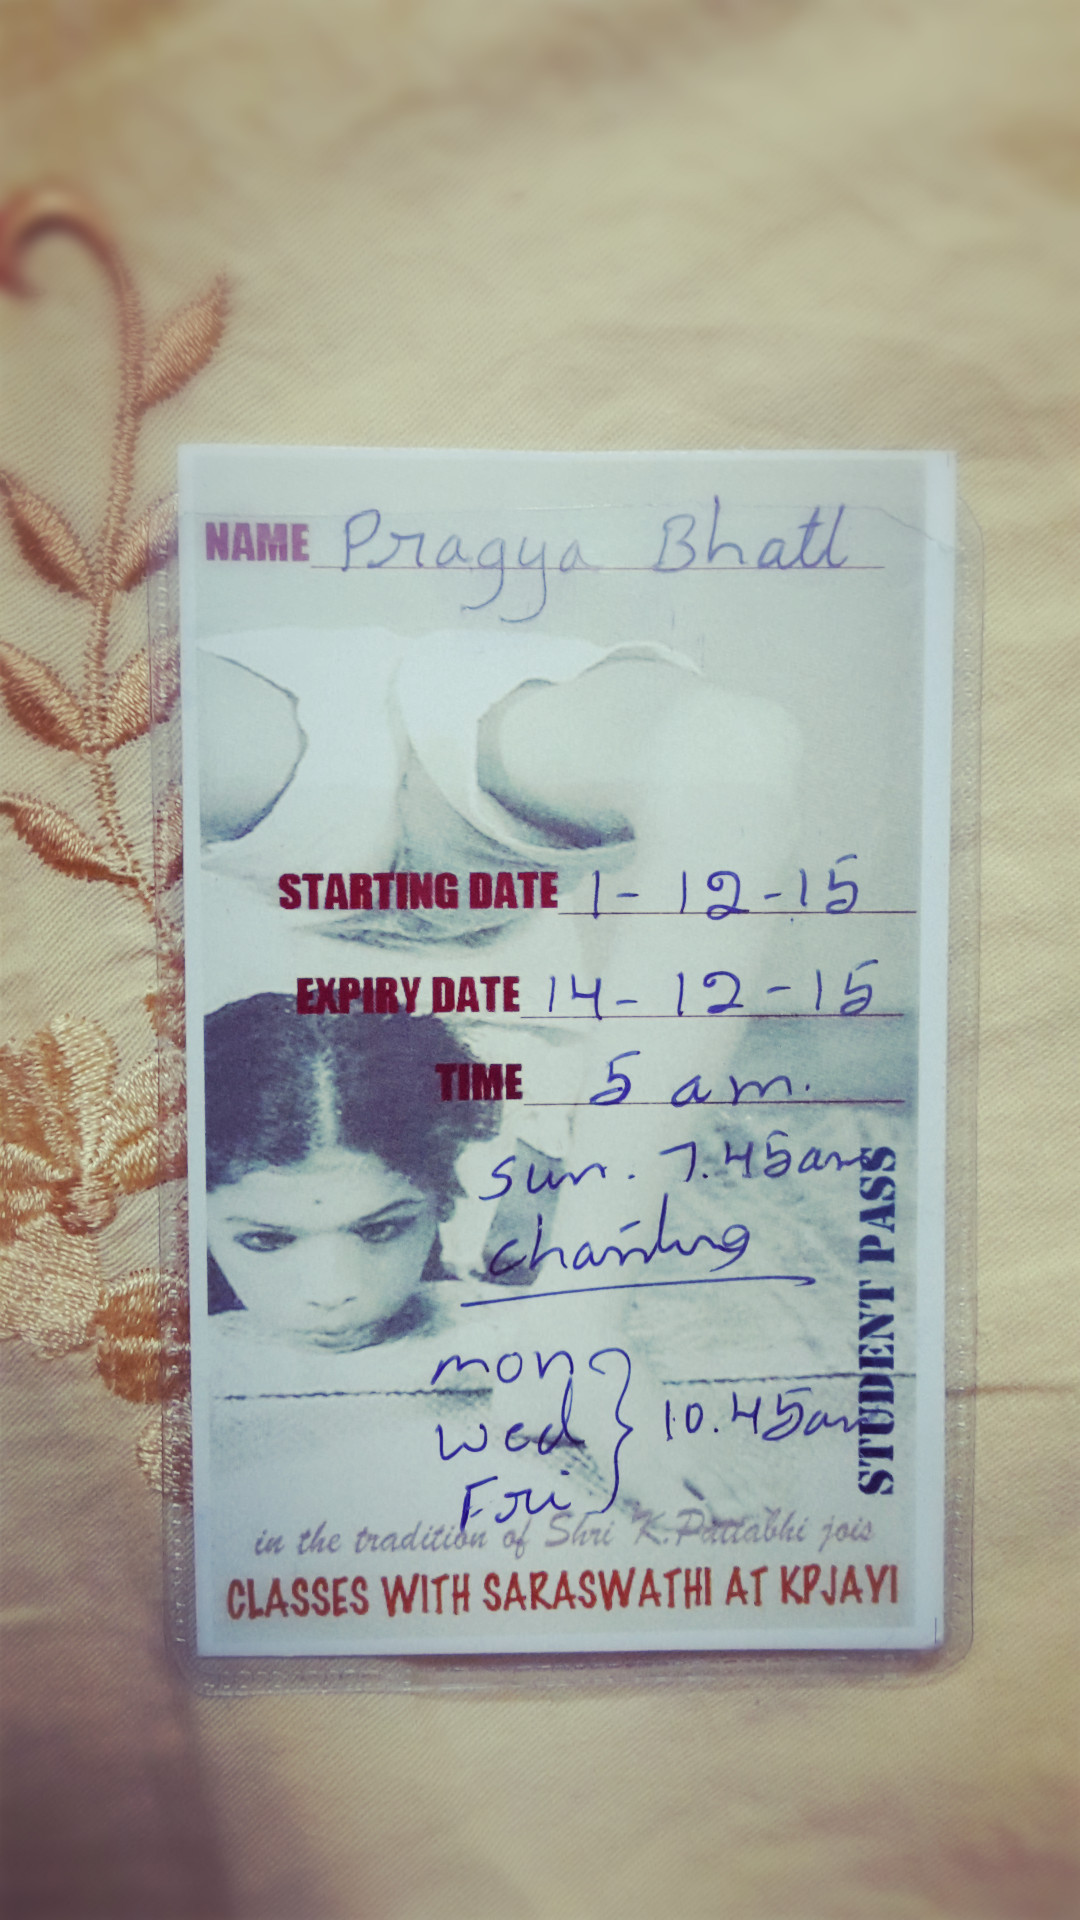 NAME Pragya Bhatt
STARTING DATE 1-12-15
EXPIRY DATE 14-12-15
TIME 5 am.
Sun. 7.45am
chanting
mon
wed } 10.45am
Fri
STUDENT PASS
in the tradition of Shri K.Pattabhi jois
CLASSES WITH SARASWATHI AT KPJAYI